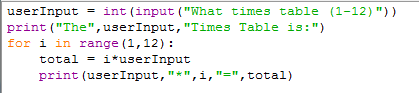 userInput = int(input("What times table (1-12)"))
print("The",userInput,"Times Table is:")
for i in range(1,12):
    total = i*userInput
    print(userInput,"*",i,"=",total)